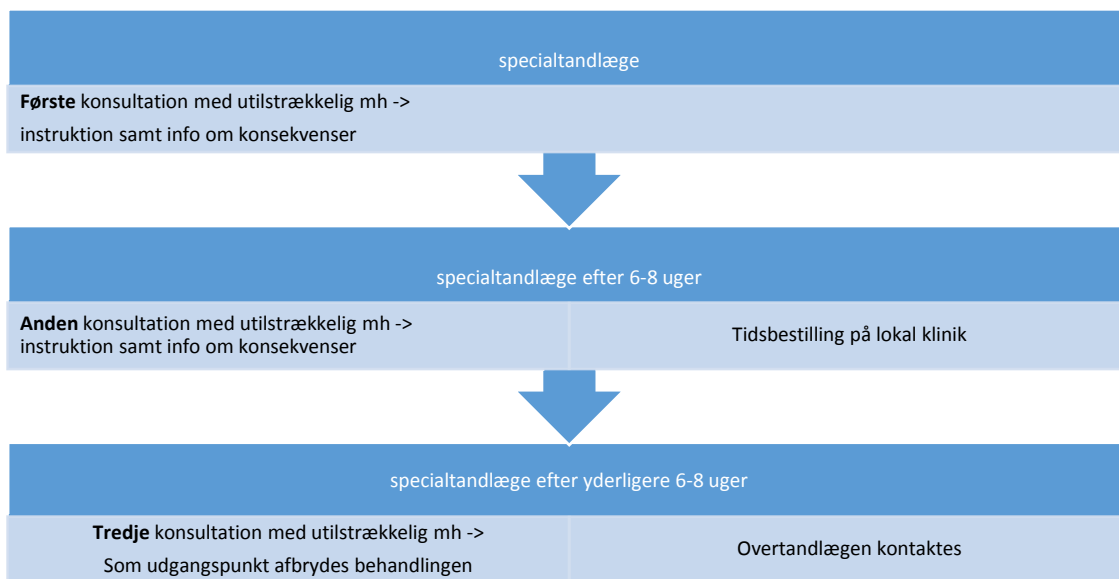 specialtandlæge
Første konsultation med utilstrækkelig mh ->
instruktion samt info om konsekvenser
specialtandlæge efter 6-8 uger
Anden konsultation med utilstrækkelig mh ->
instruktion samt info om konsekvenser
Tidsbestilling på lokal klinik
specialtandlæge efter yderligere 6-8 uger
Tredje konsultation med utilstrækkelig mh ->
Som udgangspunkt afbrydes behandlingen
Overtandlægen kontaktes